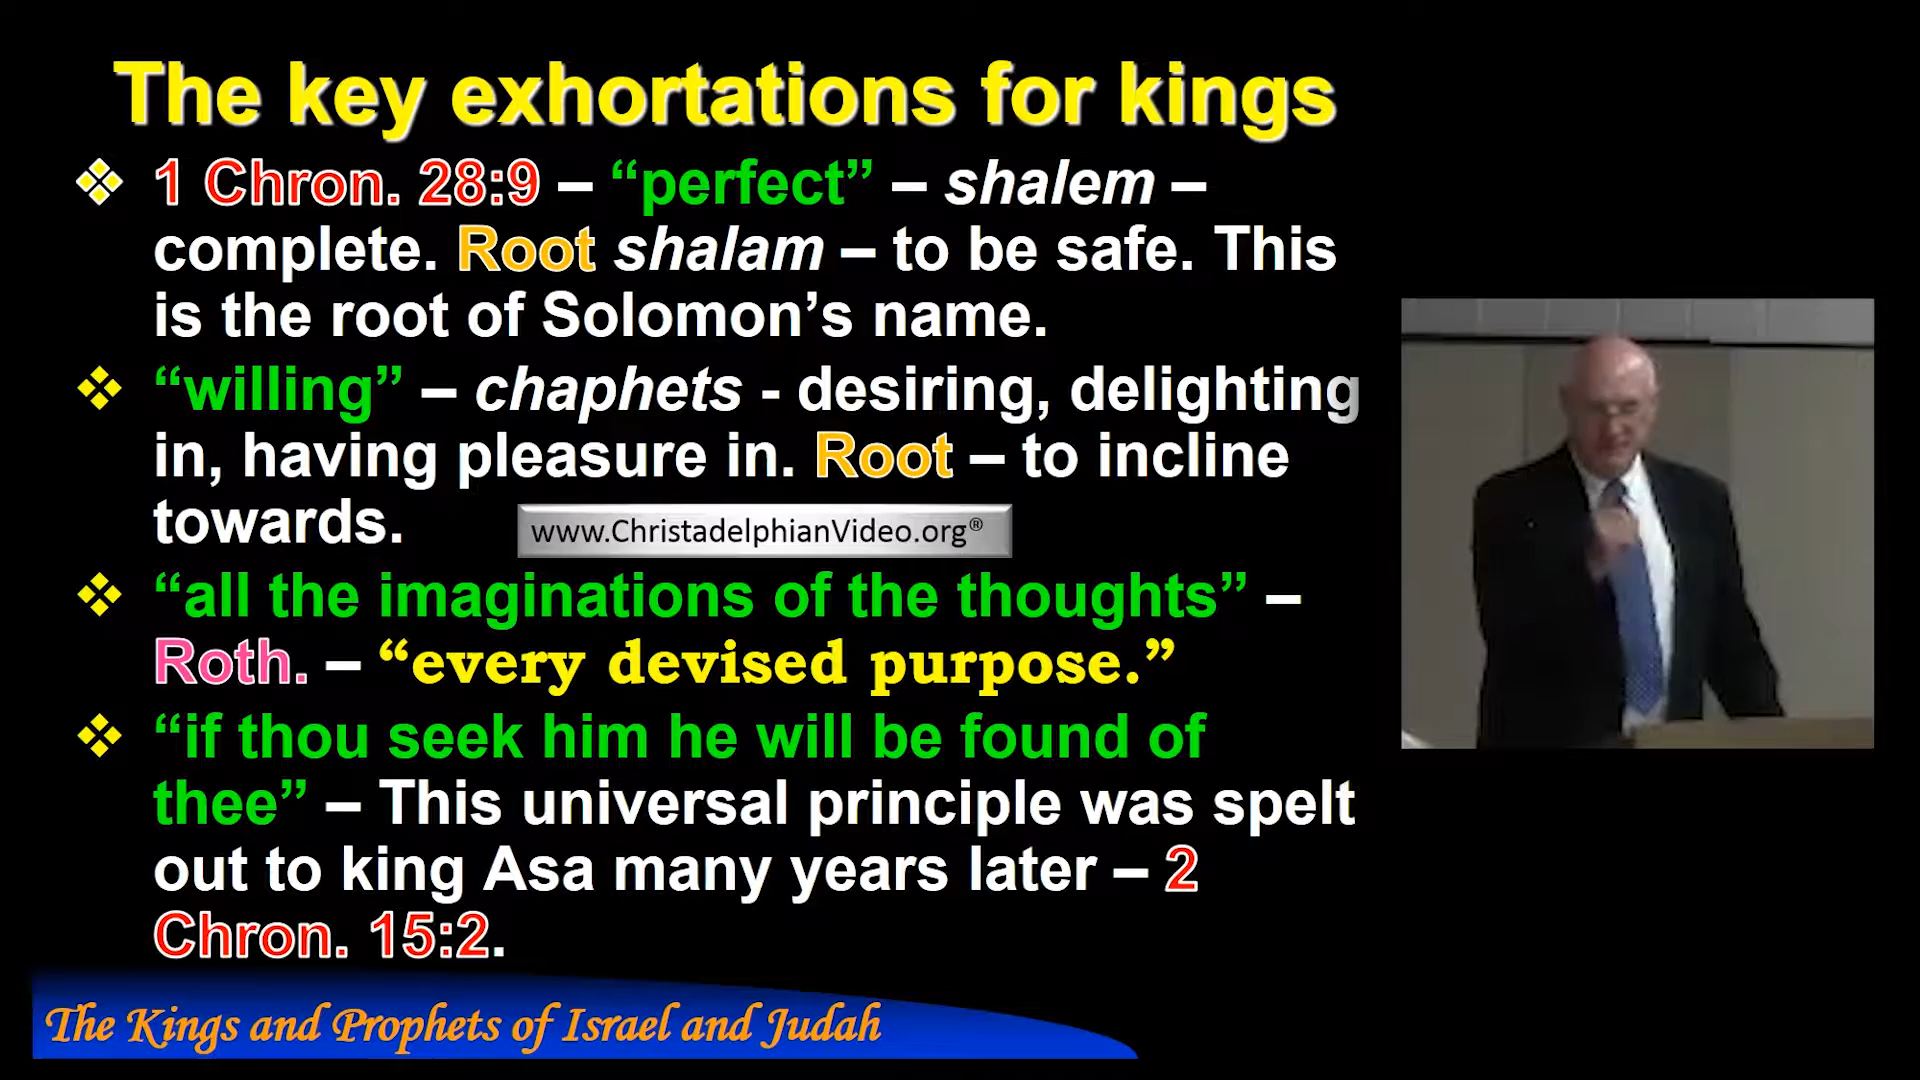 The key exhortations for kings
1 Chron. 28:9 – “perfect” – shalem –
complete. Root shalam – to be safe. This
is the root of Solomon’s name.
“willing” – chaphets - desiring, delighting
in, having pleasure in. Root – to incline
towards.
www.ChristadelphianVideo.org®
“all the imaginations of the thoughts” –
Roth. – “every devised purpose.”
“if thou seek him he will be found of
thee” – This universal principle was spelt
out to king Asa many years later – 2
Chron. 15:2.
The Kings and Prophets of Israel and Judah